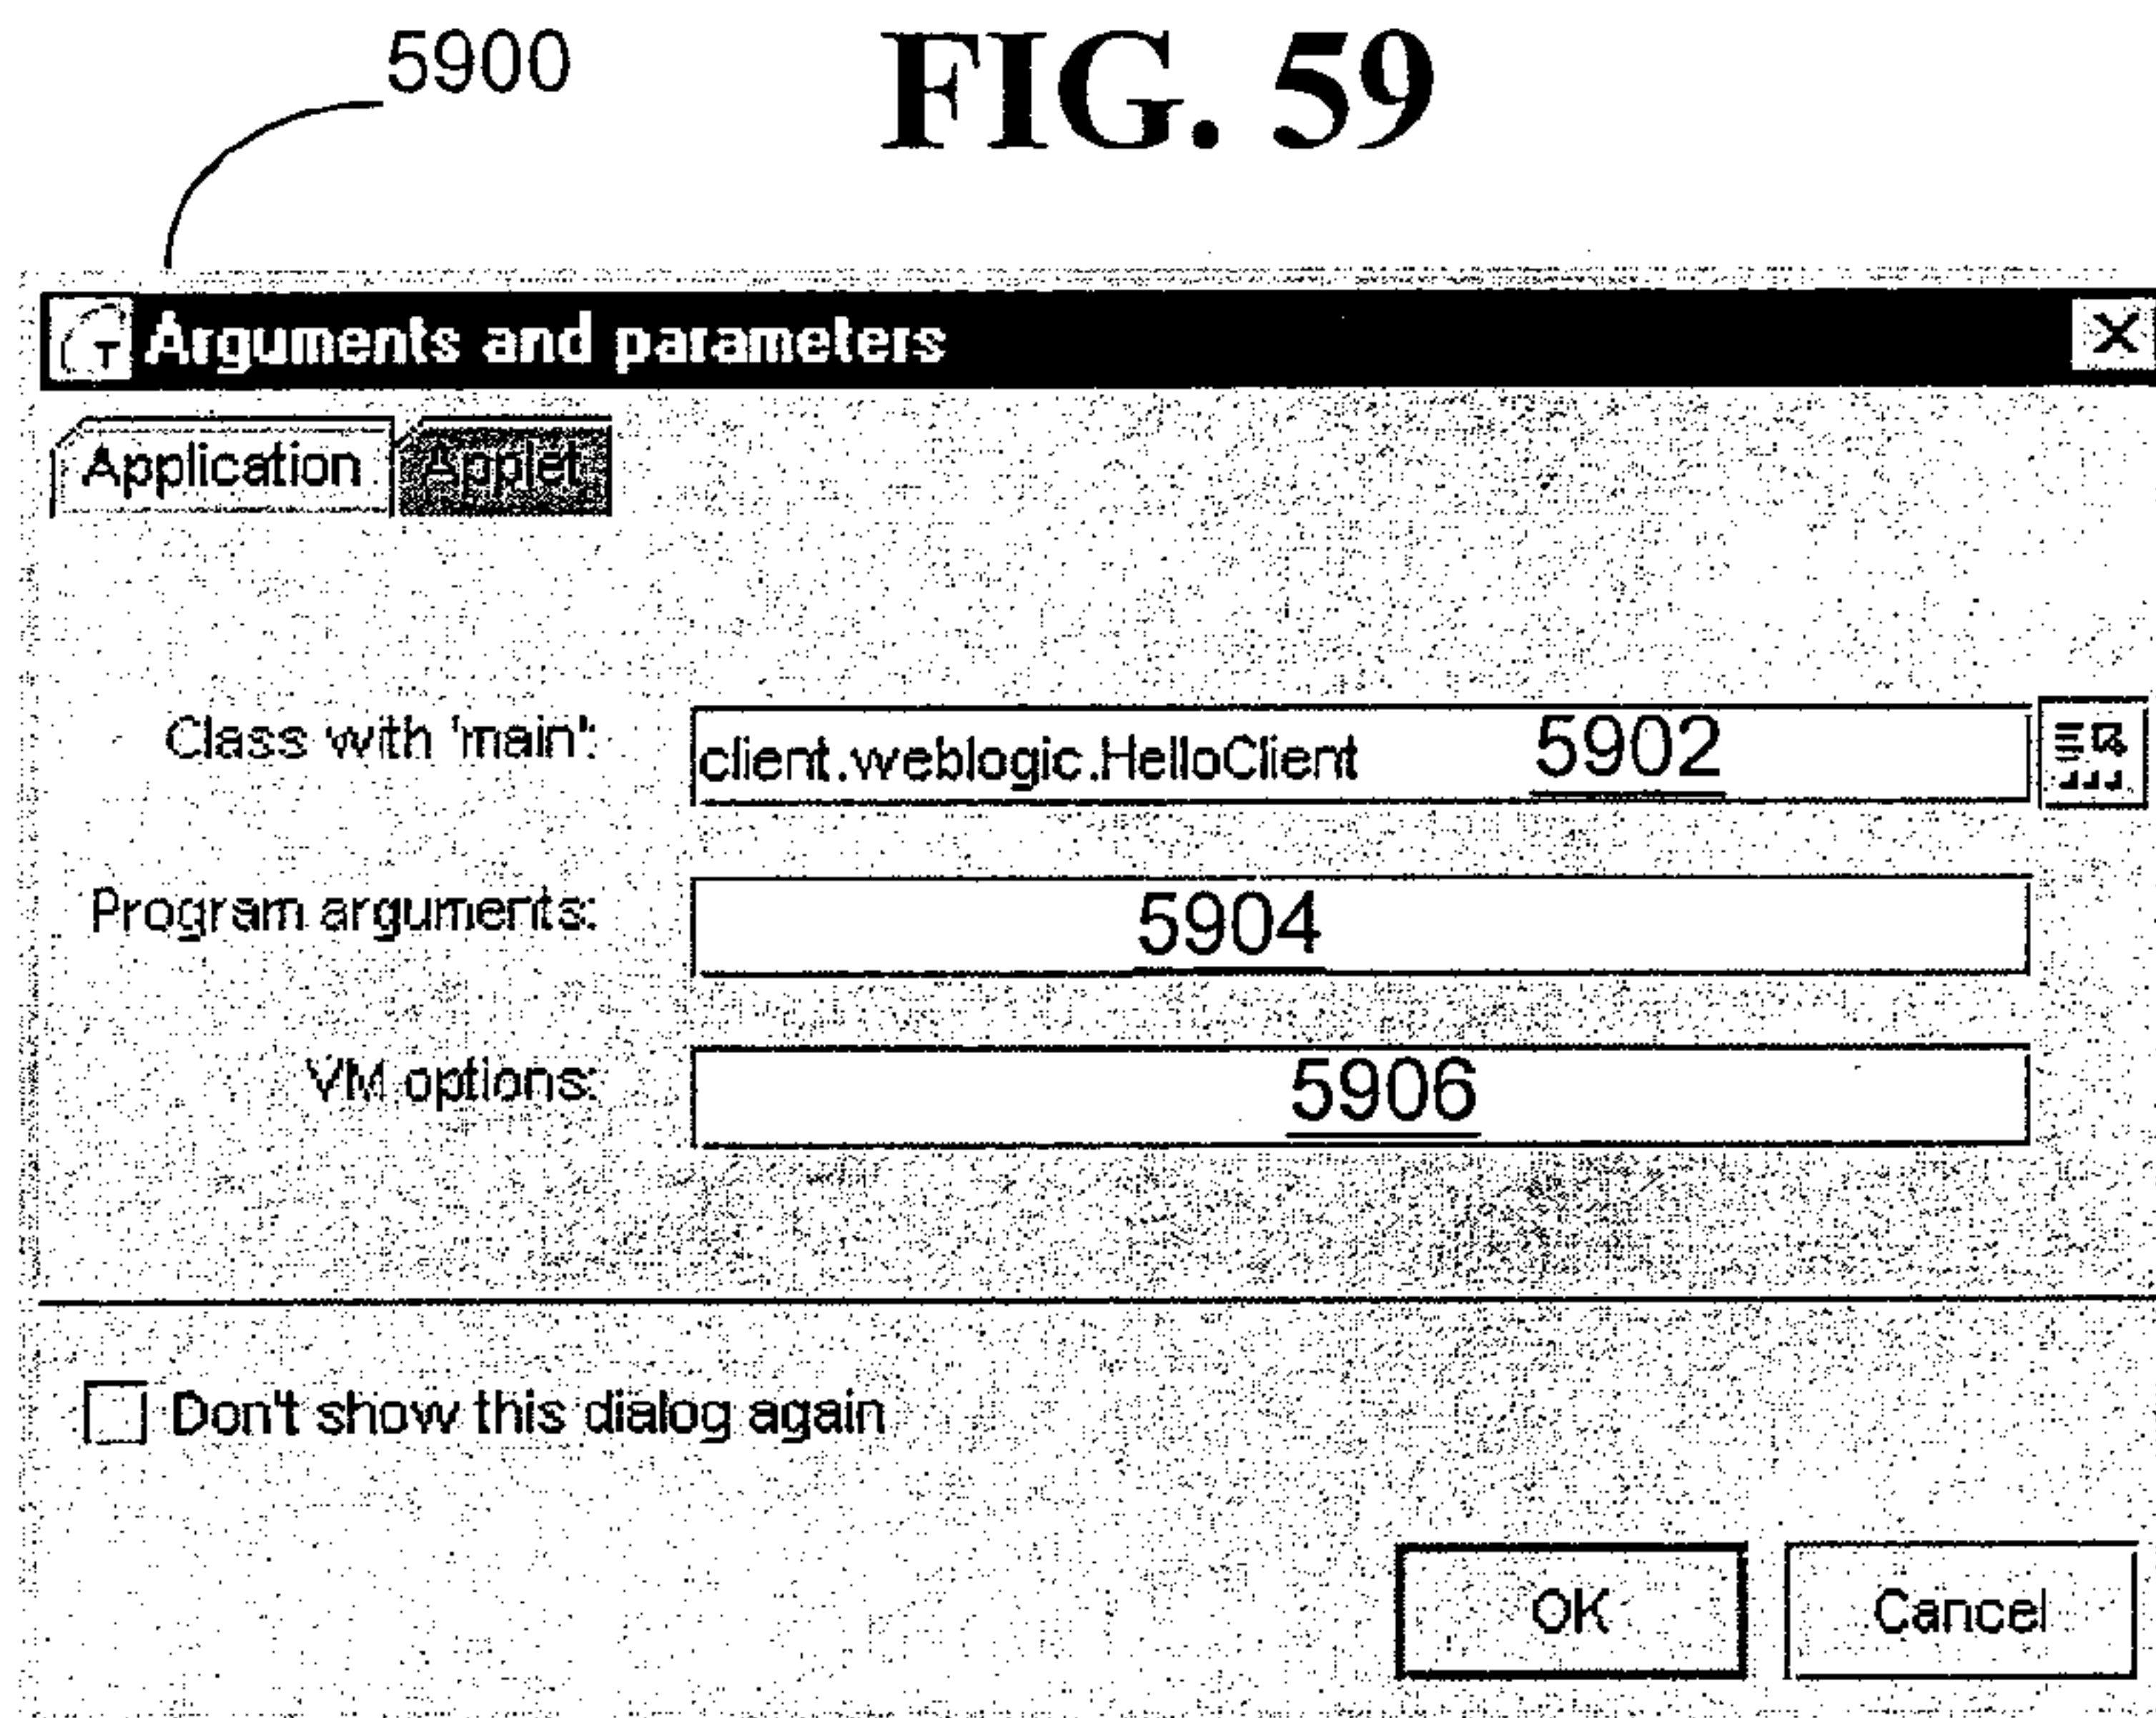 5900
FIG. 59
Arguments and parameters
Application Applet
Class with 'main': client.weblogic.HelloClient 5902
Program arguments: 5904
VM options: 5906
Don't show this dialog again
OK Cancel